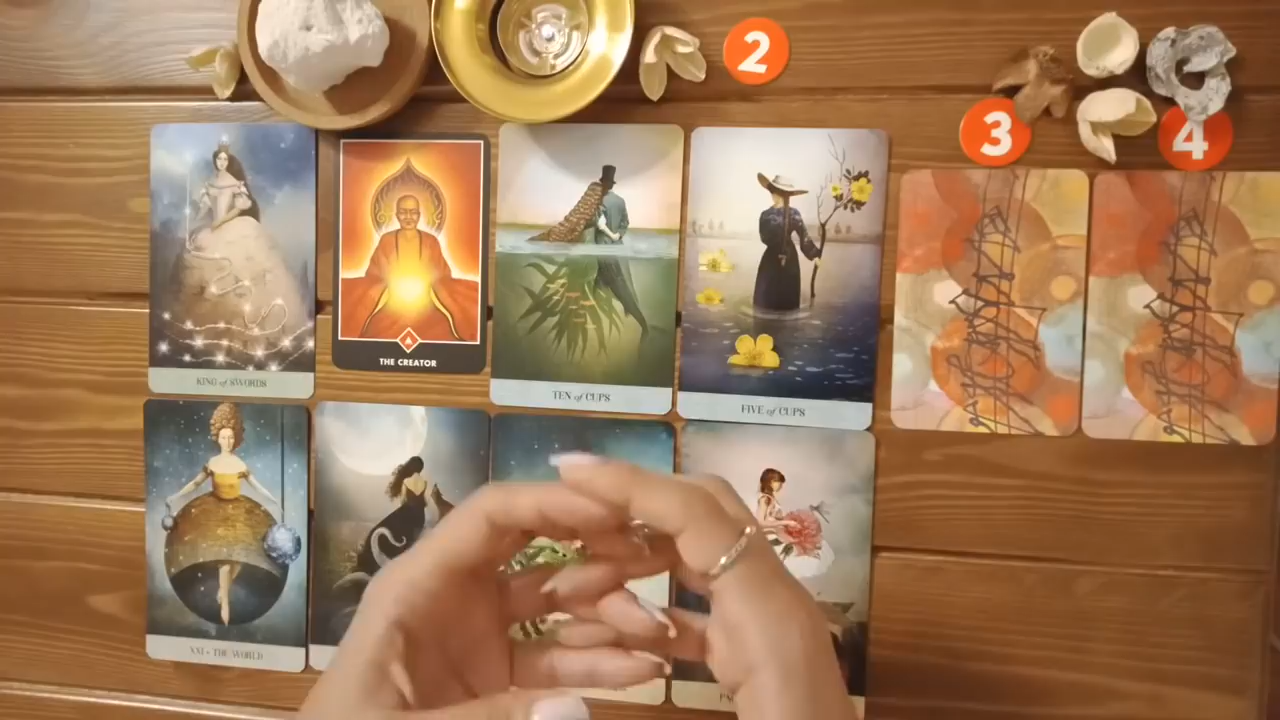 2
3
4
KING of SWORDS
THE CREATOR
TEN of CUPS
FIVE of CUPS
XXI • THE WORLD